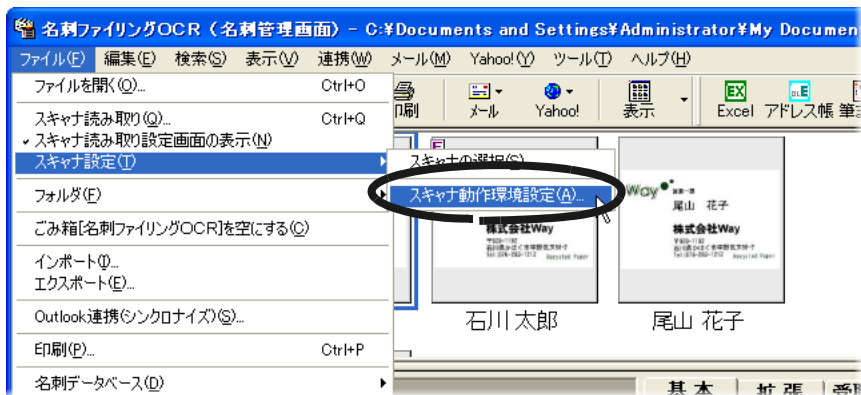 名刺ファイリングOCR（名刺管理画面） - C:¥Documents and Settings¥Administrator¥My Documen
ファイル(F) 編集(E) 検索(S) 表示(V) 連携(W) メール(M) Yahoo!(Y) ツール(T) ヘルプ(H)
ファイルを開く(O)... Ctrl+O
印刷 メール Yahoo! 表示 Excel アドレス帳
スキャナ読み取り(Q)... Ctrl+Q
スキャナ読み取り設定画面の表示(N)
スキャナ設定(T)
スキャナの選択(S)...
スキャナ動作環境設定(A)...
フォルダ(F)
ごみ箱[名刺ファイリングOCR]を空にする(C)
インポート(I)...
エクスポート(E)...
Way
尾山 花子
株式会社Way
Recycled Paper
株式会社Way
Recycled Paper
石川 太郎
尾山 花子
Outlook連携(シンクロナイズ)(S)...
印刷(P)... Ctrl+P
名刺データベース(D)
基本 拡張